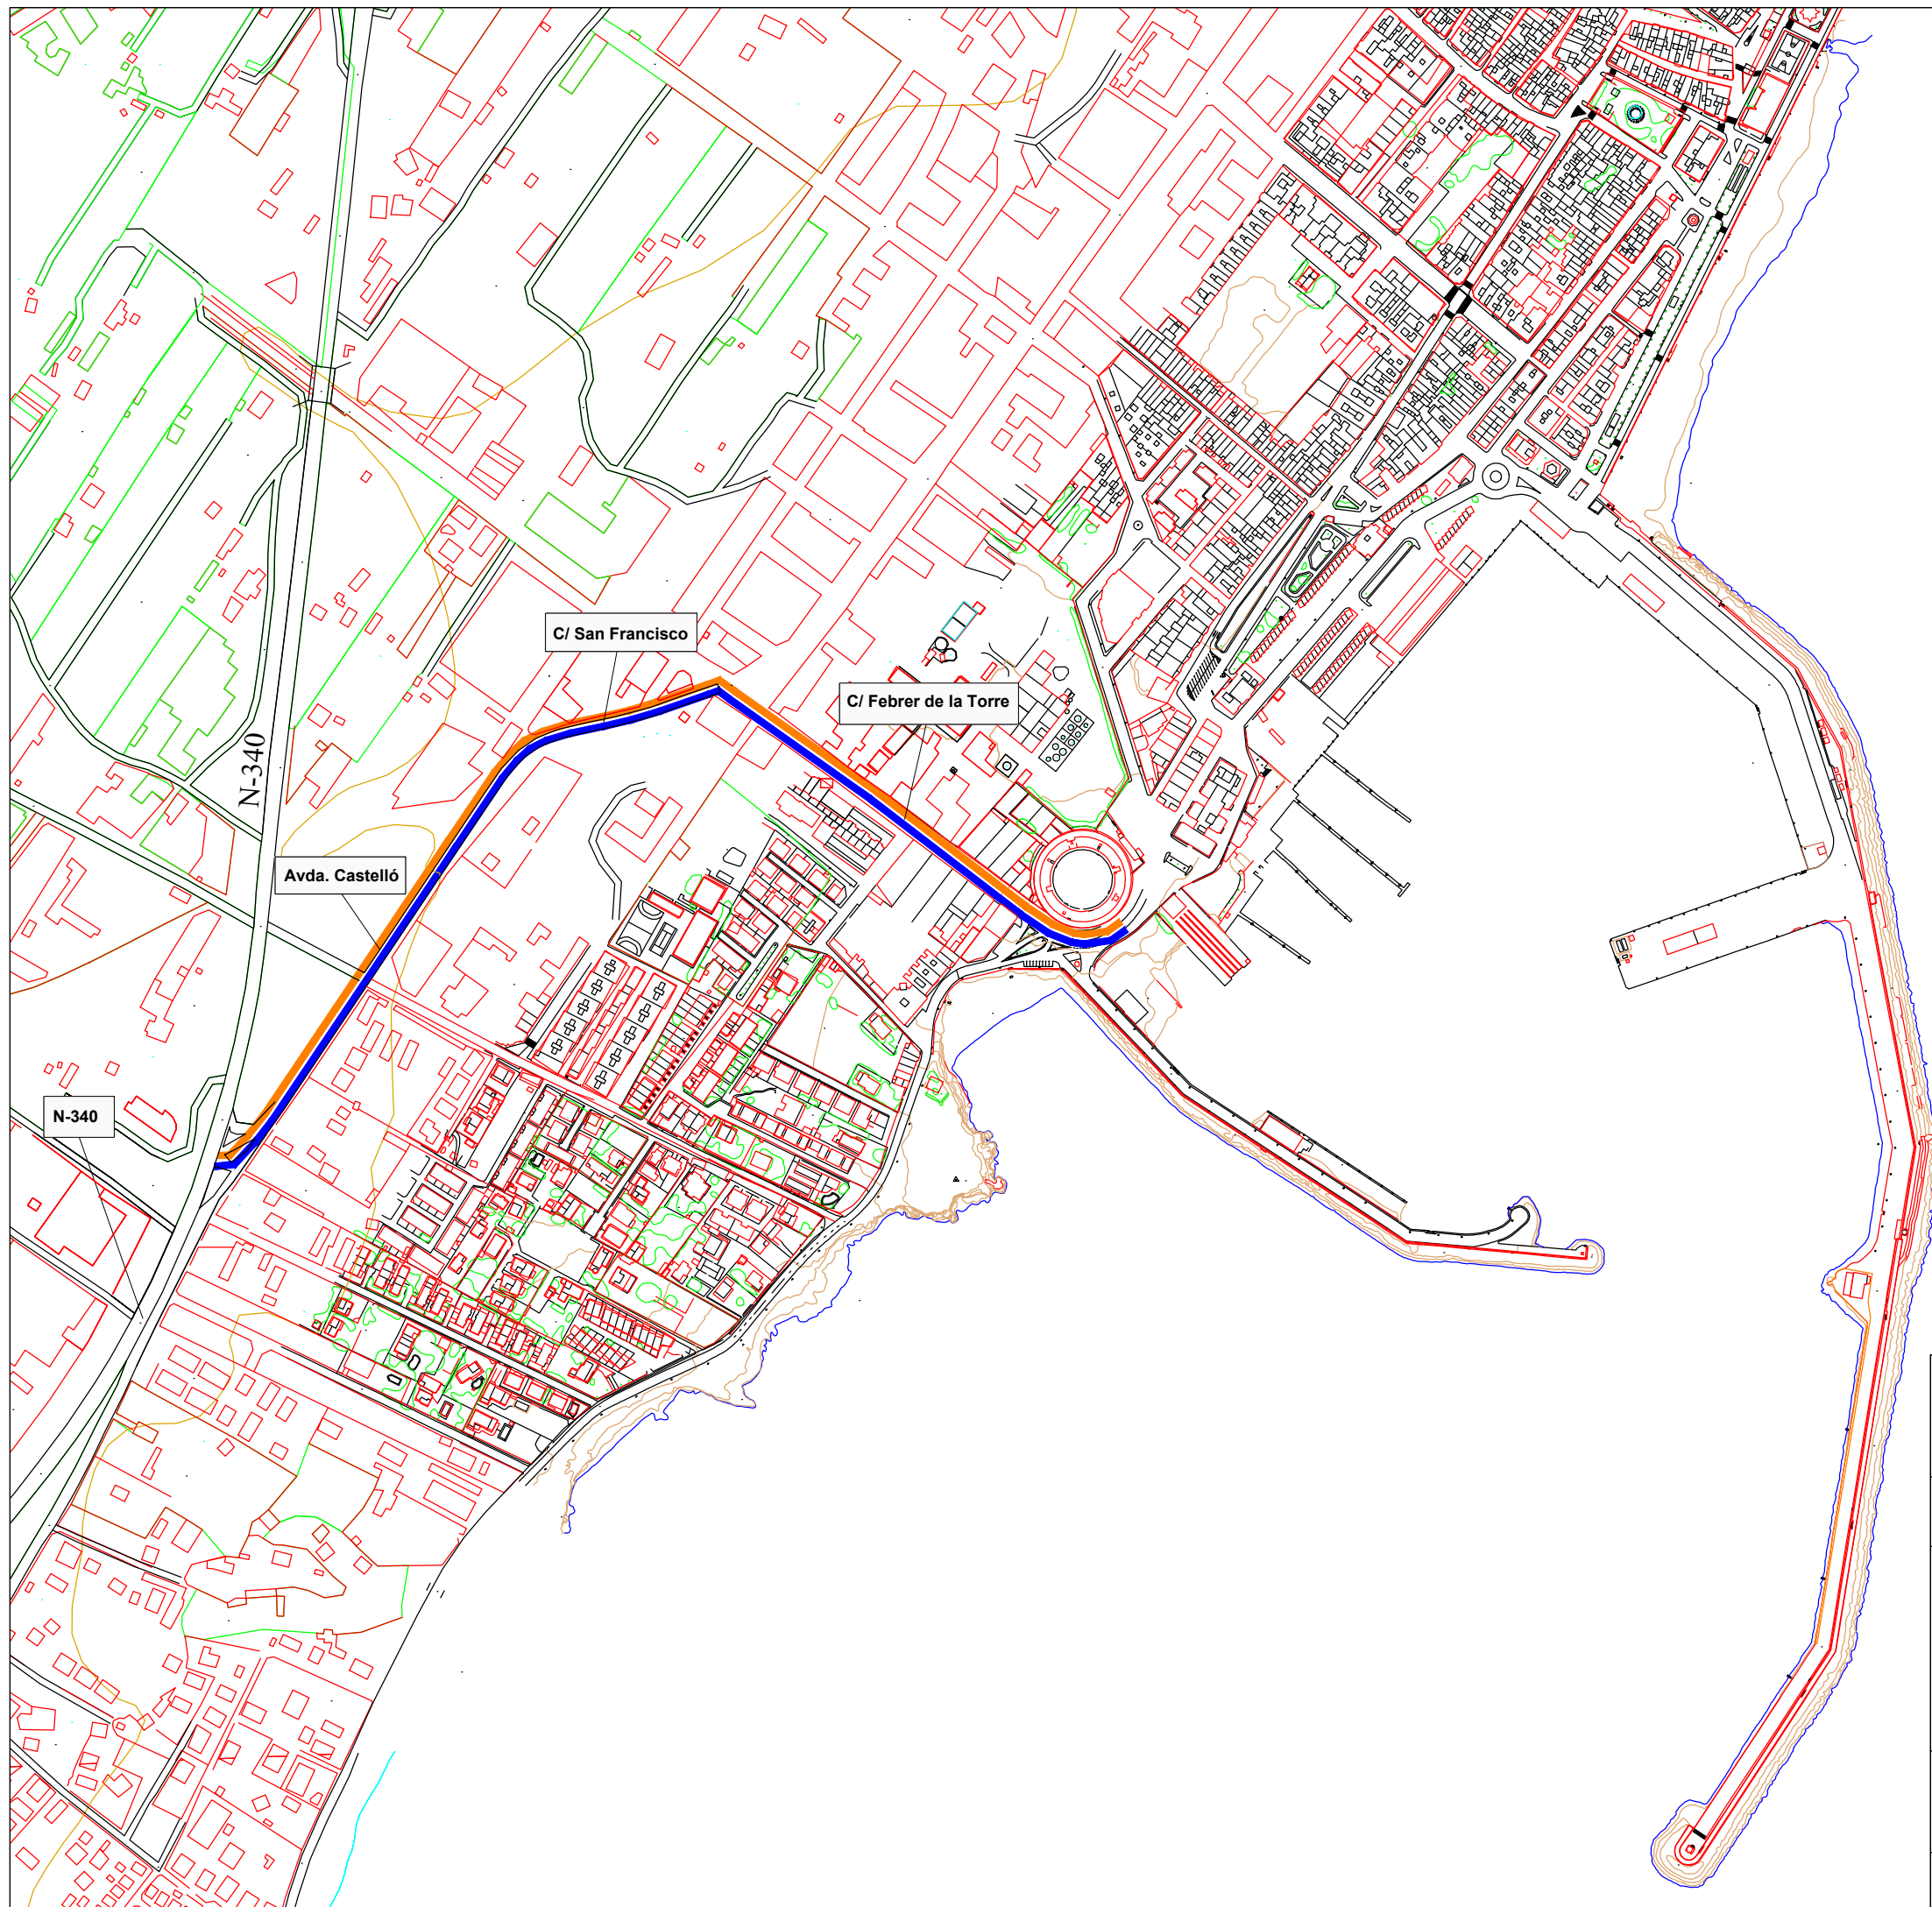 C/ San Francisco
C/ Febrer de la Torre
N-340
Avda. Castelló
N-340